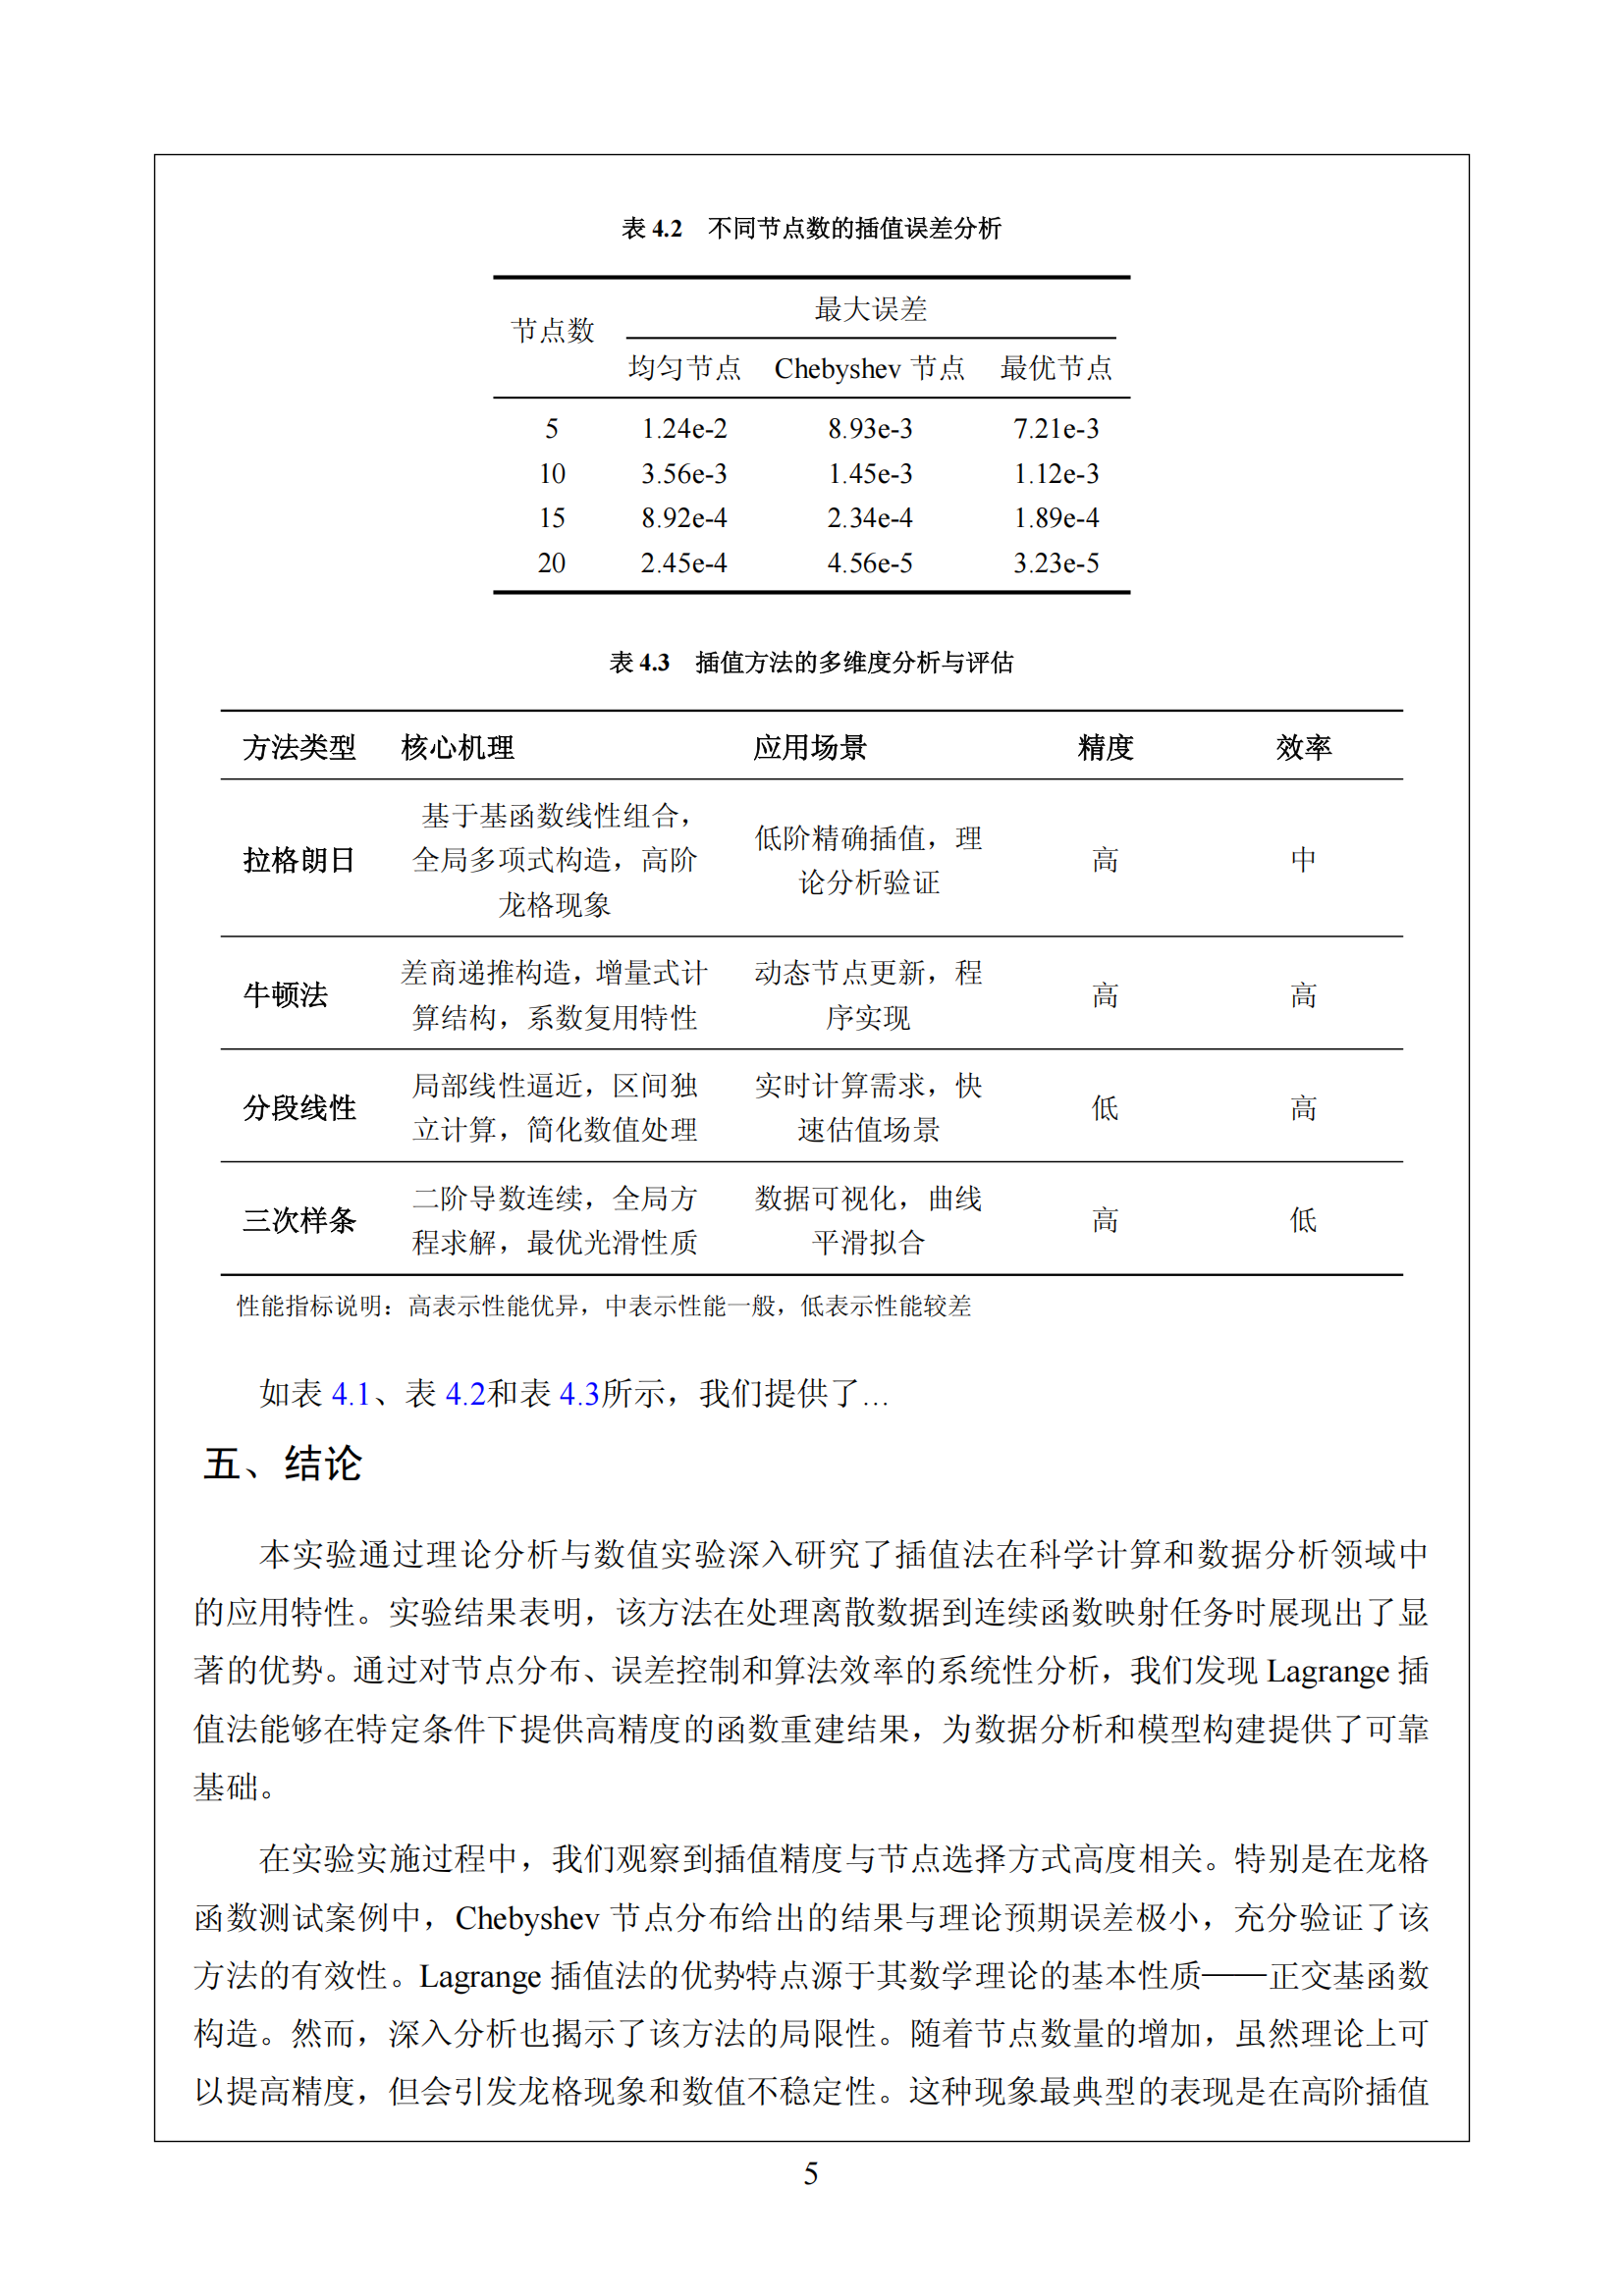 表 4.2 不同节点数的插值误差分析
节点数
最大误差
均匀节点 Chebyshev 节点 最优节点
5 1.24e-2 8.93e-3 7.21e-3
10 3.56e-3 1.45e-3 1.12e-3
15 8.92e-4 2.34e-4 1.89e-4
20 2.45e-4 4.56e-5 3.23e-5
表 4.3 插值方法的多维度分析与评估
方法类型 核心机理 应用场景 精度 效率
拉格朗日
基于基函数线性组合，
全局多项式构造，高阶
龙格现象
低阶精确插值，理
论分析验证
高 中
牛顿法
差商递推构造，增量式计
算结构，系数复用特性
动态节点更新，程
序实现
高 高
分段线性
局部线性逼近，区间独
立计算，简化数值处理
实时计算需求，快
速估值场景
低 高
三次样条
二阶导数连续，全局方
程求解，最优光滑性质
数据可视化，曲线
平滑拟合
高 低
性能指标说明：高表示性能优异，中表示性能一般，低表示性能较差
如表 4.1、表 4.2和表 4.3所示，我们提供了...
五、结论
本实验通过理论分析与数值实验深入研究了插值法在科学计算和数据分析领域中
的应用特性。实验结果表明，该方法在处理离散数据到连续函数映射任务时展现出了显
著的优势。通过对节点分布、误差控制和算法效率的系统性分析，我们发现 Lagrange 插
值法能够在特定条件下提供高精度的函数重建结果，为数据分析和模型构建提供了可靠
基础。
在实验实施过程中，我们观察到插值精度与节点选择方式高度相关。特别是在龙格
函数测试案例中，Chebyshev 节点分布给出的结果与理论预期误差极小，充分验证了该
方法的有效性。Lagrange 插值法的优势特点源于其数学理论的基本性质——正交基函数
构造。然而，深入分析也揭示了该方法的局限性。随着节点数量的增加，虽然理论上可
以提高精度，但会引发龙格现象和数值不稳定性。这种现象最典型的表现是在高阶插值
5